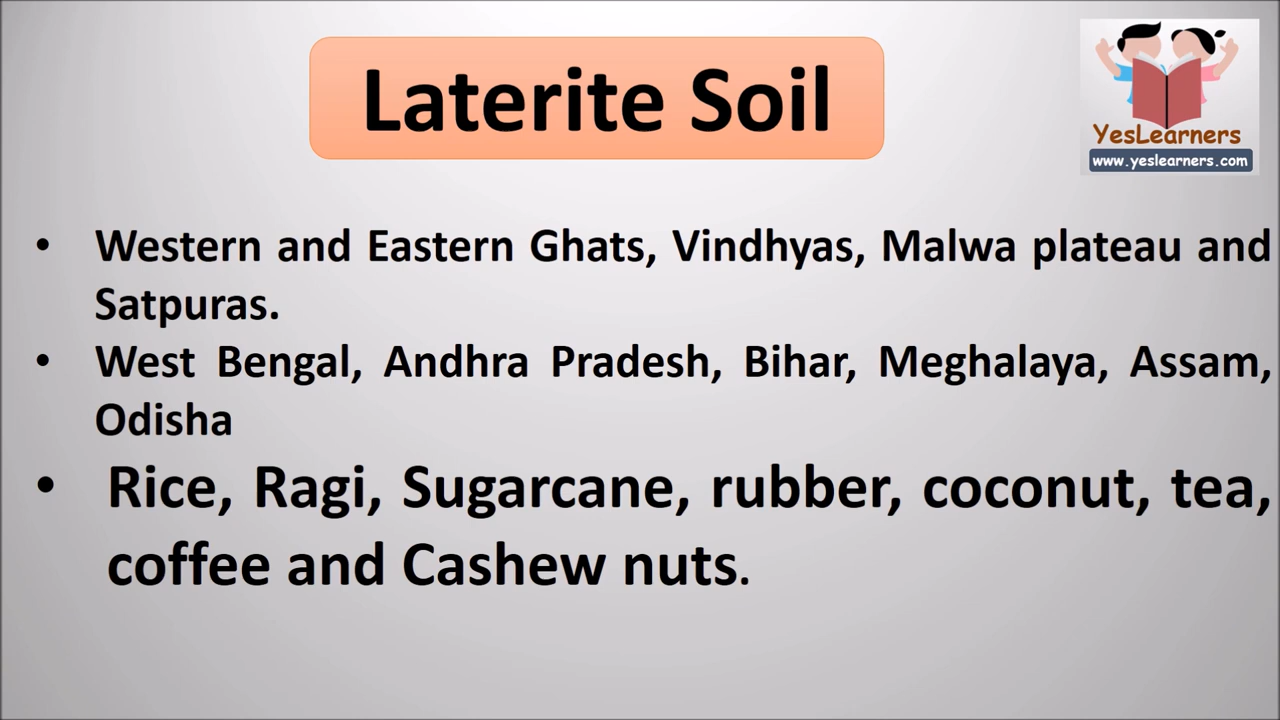 Laterite Soil
YesLearners
www.yeslearners.com
• Western and Eastern Ghats, Vindhyas, Malwa plateau and
Satpuras.
• West Bengal, Andhra Pradesh, Bihar, Meghalaya, Assam,
Odisha
• Rice, Ragi, Sugarcane, rubber, coconut, tea,
coffee and Cashew nuts.